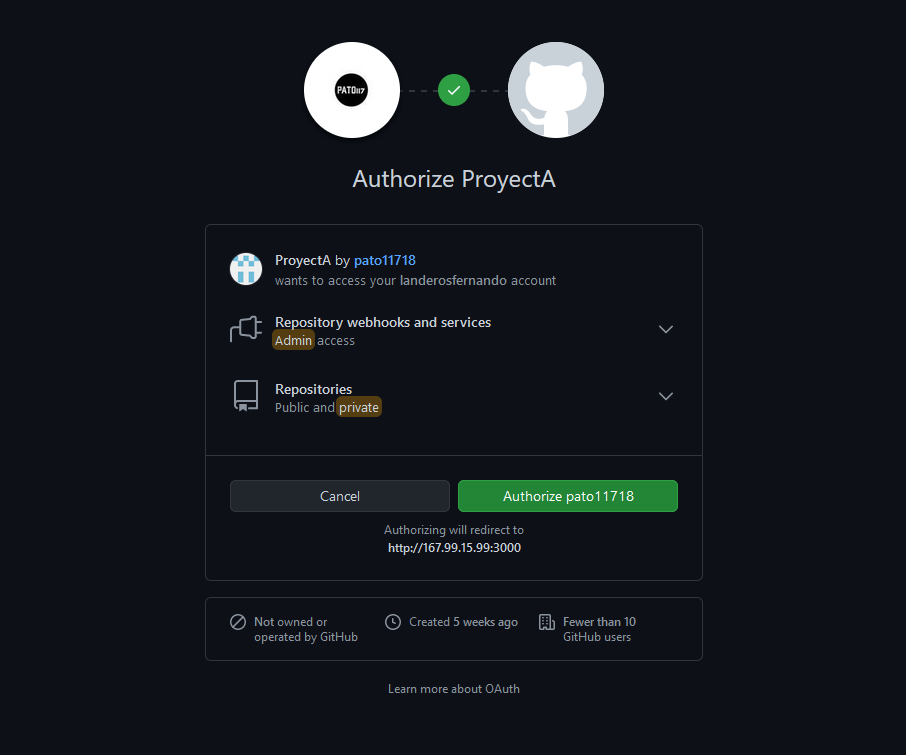 PATO117
Authorize ProyectA
ProyectA by pato11718
wants to access your landerosfernando account
Repository webhooks and services
Admin access
Repositories
Public and private
Cancel
Authorize pato11718
Authorizing will redirect to
http://167.99.15.99:3000
Not owned or
operated by GitHub
Created 5 weeks ago
Fewer than 10
GitHub users
Learn more about OAuth